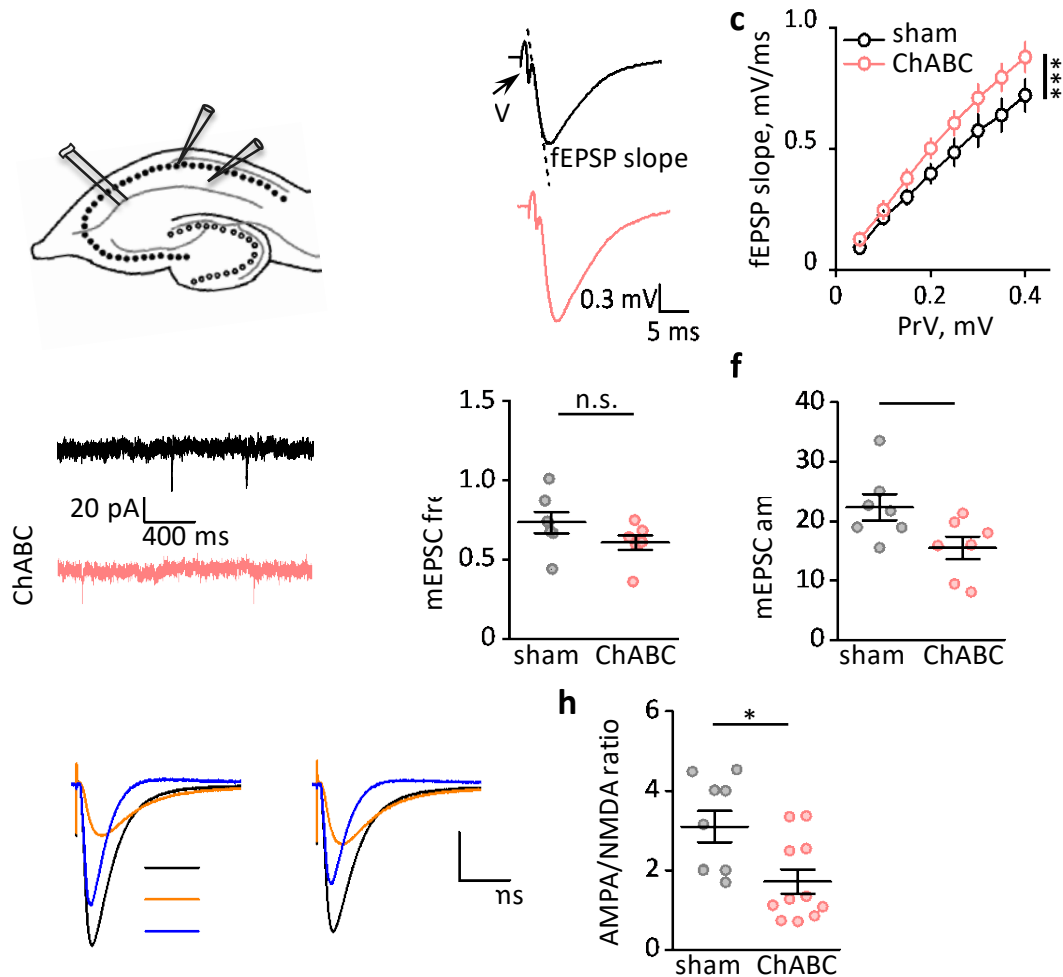 c
sham
ChABC
***
fEPSP slope, mV/ms
1.0
0.5
0
0
0.2
0.4
PrV, mV
V
fEPSP slope
0.3 mV
5 ms
20 pA
400 ms
ChABC
mEPSC fre
1.5
1.0
0.5
0
n.s.
sham
ChABC
f
mEPSC am
40
30
20
10
0
sham
ChABC
ms
h
AMPA/NMDA ratio
6
4
2
0
*
sham
ChABC